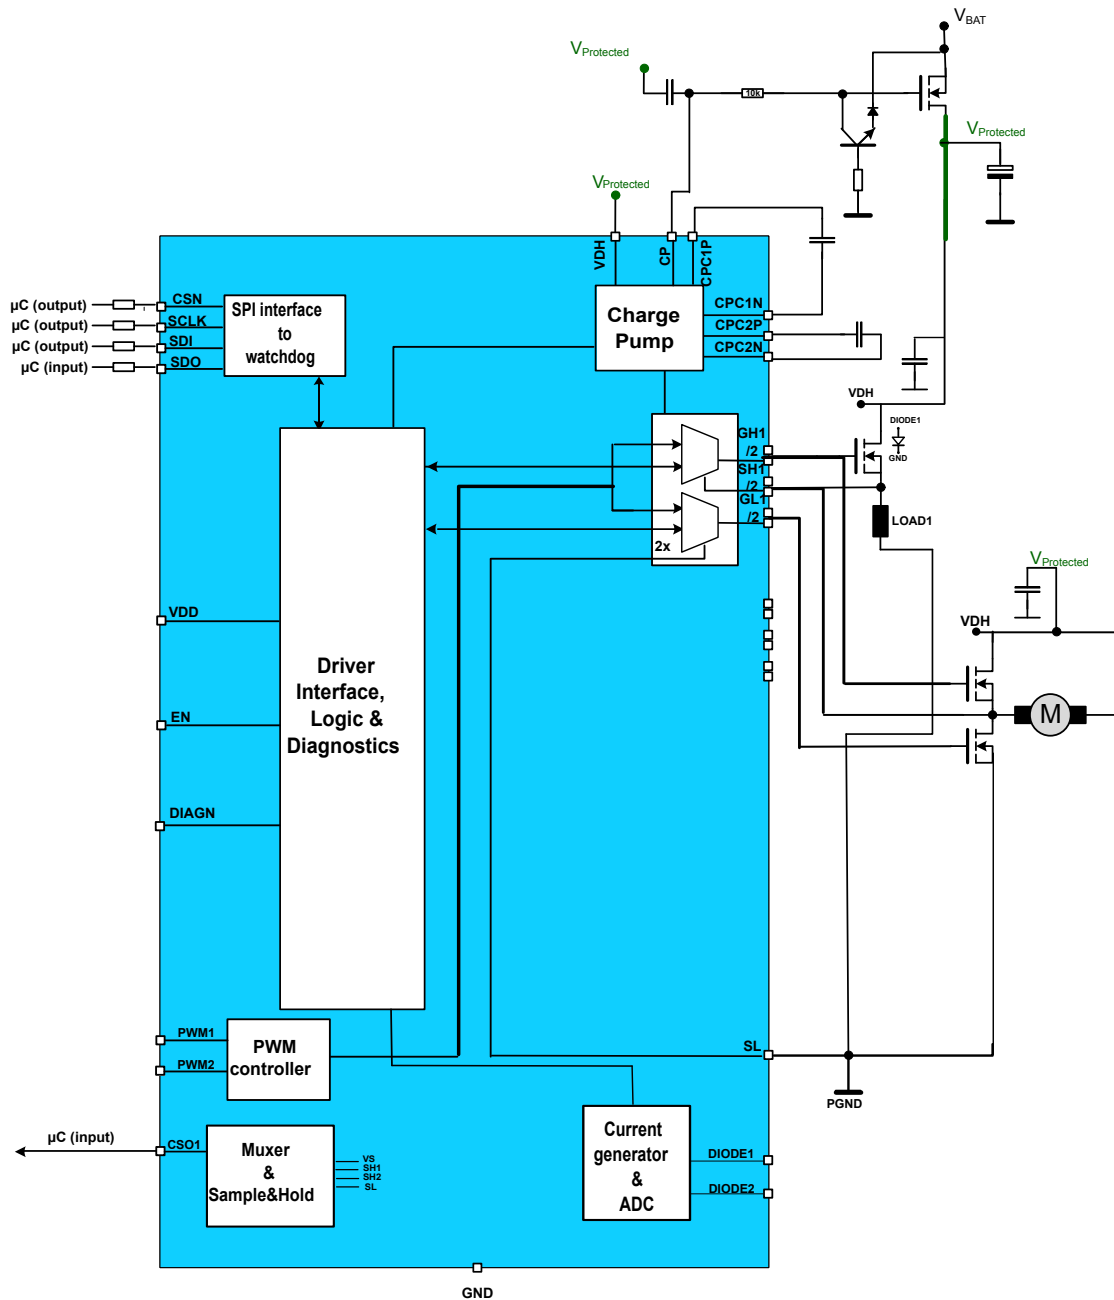 VBAT
VProtected
10k
VProtected
VProtected
VDH
CP
CPC1P
µC (output)
CSN
µC (output)
SCLK
µC (output)
SDI
µC (input)
SDO
SPI interface
to
watchdog
Charge
Pump
CPC1N
CPC2P
CPC2N
VDH
DIODE1
GND
GH1
/2
SH1
/2
GL1
/2
2x
LOAD1
VProtected
VDH
VDD
EN
DIAGN
Driver
Interface,
Logic &
Diagnostics
M
PWM1
PWM2
PWM
controller
SL
PGND
µC (input)
CSO1
Muxer
&
Sample&Hold
VS
SH1
SH2
SL
Current
generator
&
ADC
DIODE1
DIODE2
GND